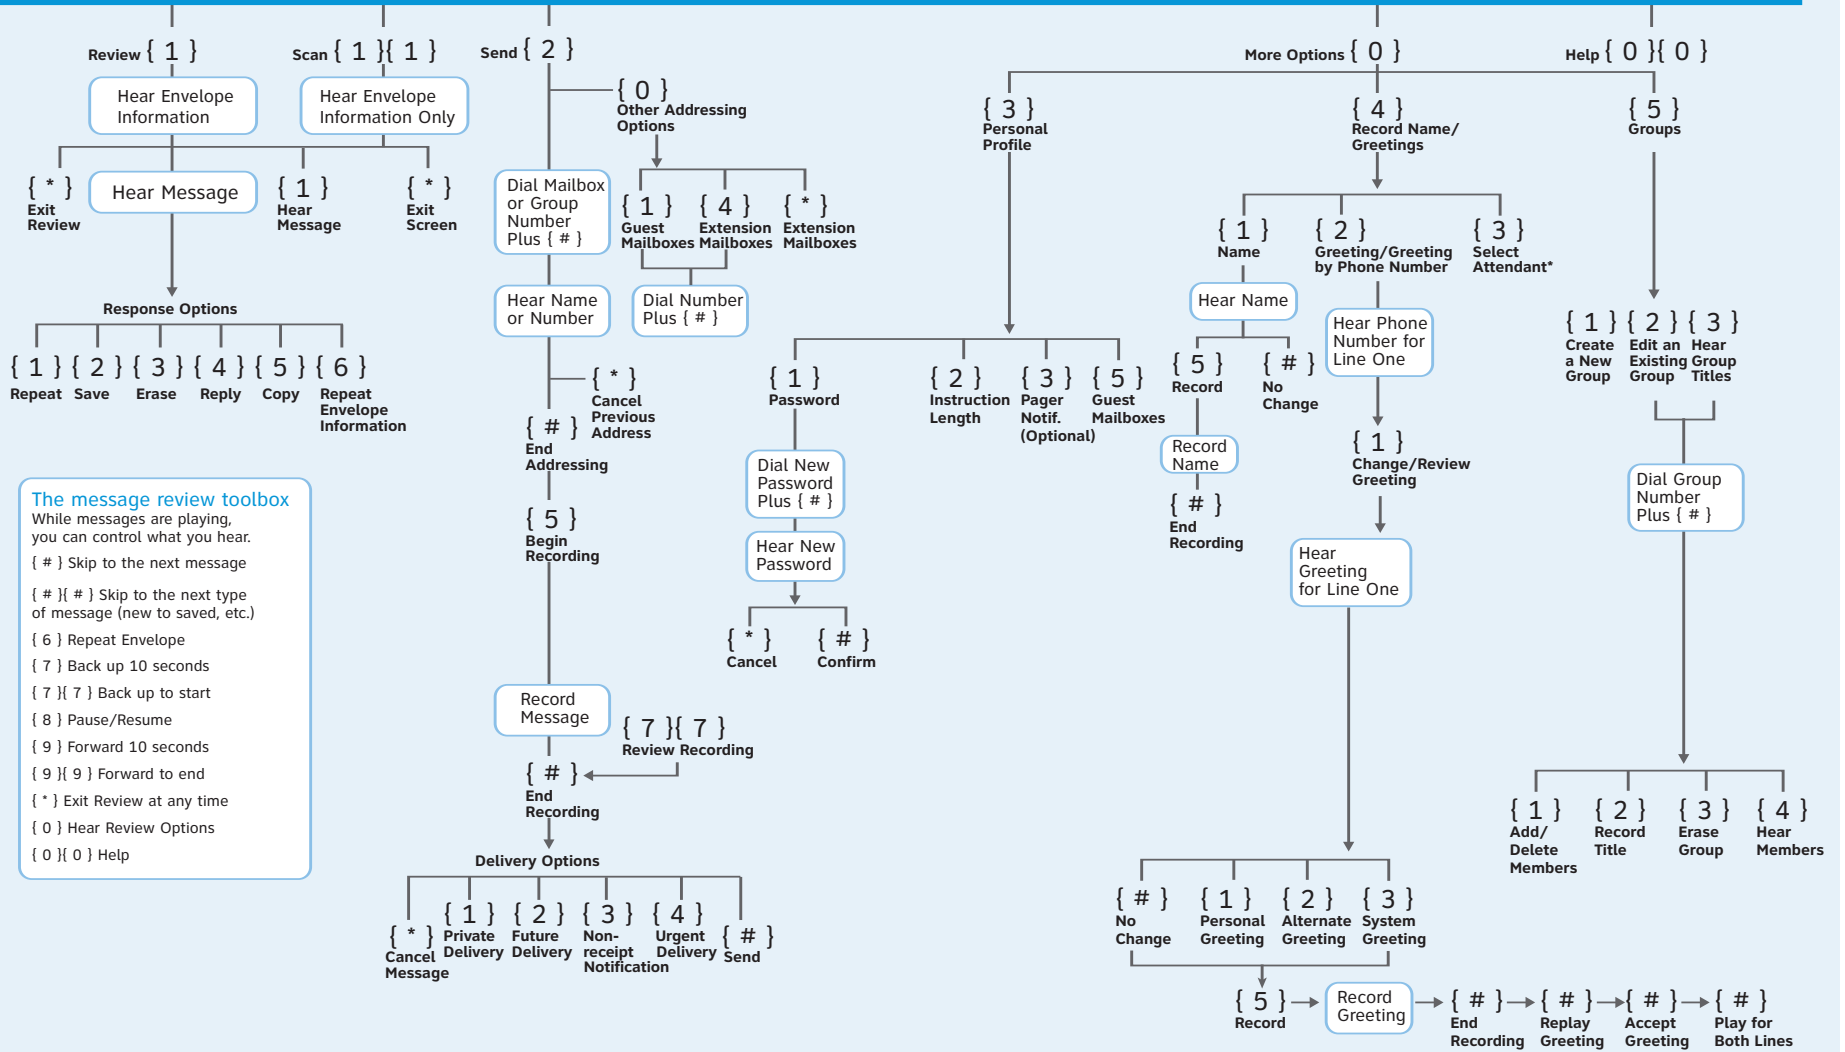 Review { 1 }
Hear Envelope
Information
{ * }
Exit
Review
Hear Message
Scan { 1 }{ 1 }
Hear Envelope
Information Only
{ 1 }
Hear
Message
{ * }
Exit
Screen
Response Options
{ 1 } { 2 } { 3 } { 4 } { 5 } { 6 }
Repeat Save Erase Reply Copy Repeat
Envelope
Information
The message review toolbox
While messages are playing,
you can control what you hear.
{ # } Skip to the next message
{ # }{ # } Skip to the next type
of message (new to saved, etc.)
{ 6 } Repeat Envelope
{ 7 } Back up 10 seconds
{ 7 }{ 7 } Back up to start
{ 8 } Pause/Resume
{ 9 } Forward 10 seconds
{ 9 }{ 9 } Forward to end
{ * } Exit Review at any time
{ 0 } Hear Review Options
{ 0 }{ 0 } Help
Send { 2 }
{ 0 }
Other Addressing
Options
{ 1 }
Guest
Mailboxes
{ 4 }
Extension
Mailboxes
{ * }
Extension
Mailboxes
Dial Number
Plus { # }
Dial Mailbox
or Group
Number
Plus { # }
Hear Name
or Number
{ * }
Cancel
Previous
Address
{ # }
End
Addressing
{ 5 }
Begin
Recording
Record
Message
{ 7 }{ 7 }
Review Recording
{ # }
End
Recording
Delivery Options
{ * }
Cancel
Message
{ 1 }
Private
Delivery
{ 2 }
Future
Delivery
{ 3 }
Non-
receipt
Notification
{ 4 }
Urgent
Delivery
{ # }
Send
More Options { 0 }
{ 3 }
Personal
Profile
{ 1 }
Password
Dial New
Password
Plus { # }
Hear New
Password
{ * }
Cancel
{ # }
Confirm
{ 2 }
Instruction
Length
{ 3 }
Pager
Notif.
(Optional)
{ 5 }
Guest
Mailboxes
{ 4 }
Record Name/
Greetings
{ 1 }
Name
Hear Name
{ 5 }
Record
{ # }
No
Change
Record
Name
{ # }
End
Recording
{ 2 }
Greeting/Greeting
by Phone Number
Hear Phone
Number for
Line One
{ 1 }
Change/Review
Greeting
Hear
Greeting
for Line One
{ 3 }
Select
Attendant*
{ # }
No
Change
{ 1 }
Personal
Greeting
{ 2 }
Alternate
Greeting
{ 3 }
System
Greeting
{ 5 }
Record
Record
Greeting
{ # }
End
Recording
{ # }
Replay
Greeting
{ # }
Accept
Greeting
{ # }
Play for
Both Lines
{ 5 }
Groups
{ 1 }
Create
a New
Group
{ 2 }
Edit an
Existing
Group
{ 3 }
Hear
Group
Titles
Dial Group
Number
Plus { # }
{ 1 }
Add/
Delete
Members
{ 2 }
Record
Title
{ 3 }
Erase
Group
{ 4 }
Hear
Members
Help { 0 }{ 0 }